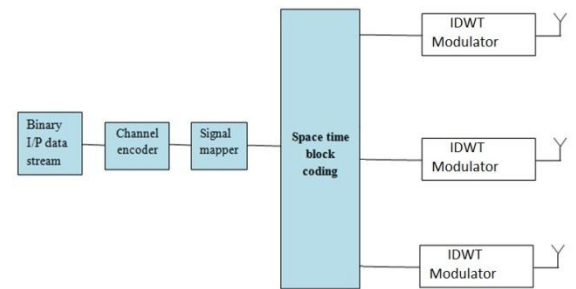 Binary
I/P data
stream
Channel
encoder
Signal
mapper
Space time
block
coding
IDWT
Modulator
IDWT
Modulator
IDWT
Modulator